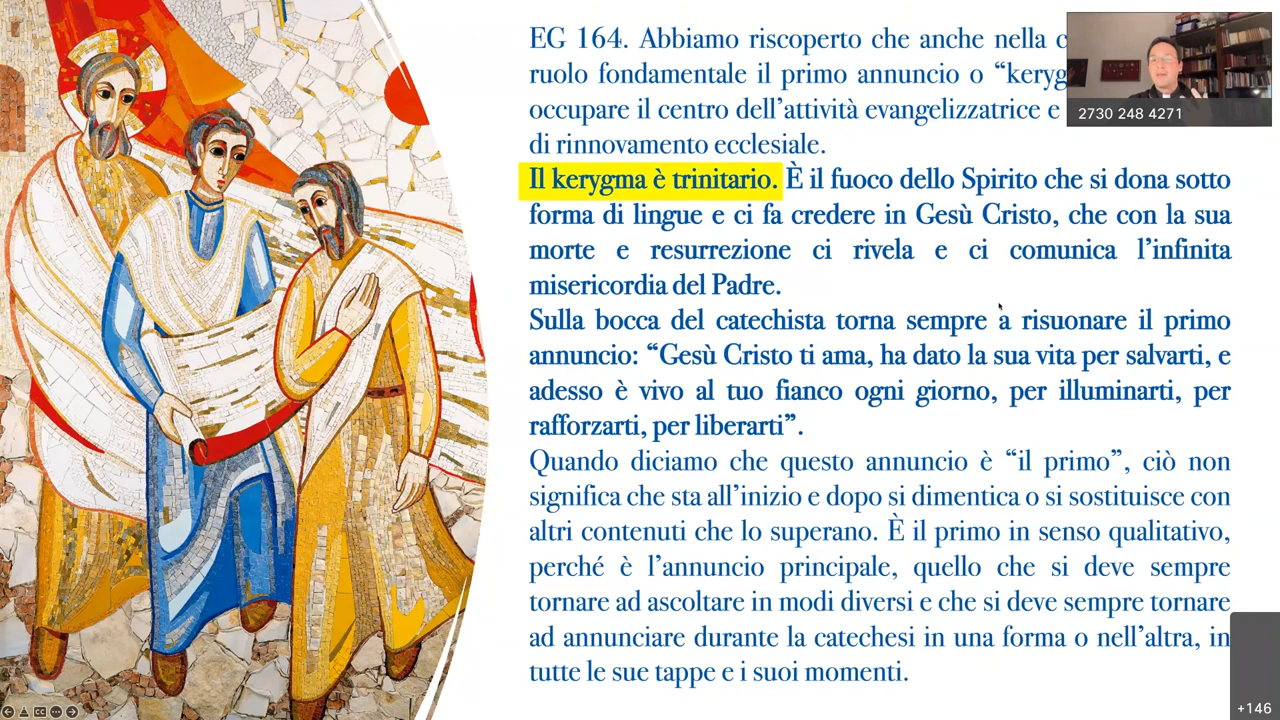 EG 164. Abbiamo riscoperto che anche nella
ruolo fondamentale il primo annuncio o
occupare il centro dell’attività evangelizzatrice e
di rinnovamento ecclesiale.
Il kerygma è trinitario. È il fuoco dello Spirito che si dona sotto
forma di lingue e ci fa credere in Gesù Cristo, che con la sua
morte e resurrezione ci rivela e ci comunica l’infinita
misericordia del Padre.
Sulla bocca del catechista torna sempre a risuonare il primo
annuncio: “Gesù Cristo ti ama, ha dato la sua vita per salvarti, e
adesso è vivo al tuo fianco ogni giorno, per illuminarti, per
rafforzarti, per liberarti”.
Quando diciamo che questo annuncio è “il primo”, ciò non
significa che sta all’inizio e dopo si dimentica o si sostituisce con
altri contenuti che lo superano. È il primo in senso qualitativo,
perché è l’annuncio principale, quello che si deve sempre
tornare ad ascoltare in modi diversi e che si deve sempre tornare
ad annunciare durante la catechesi in una forma o nell’altra, in
tutte le sue tappe e i suoi momenti.
2730 248 4271
+146